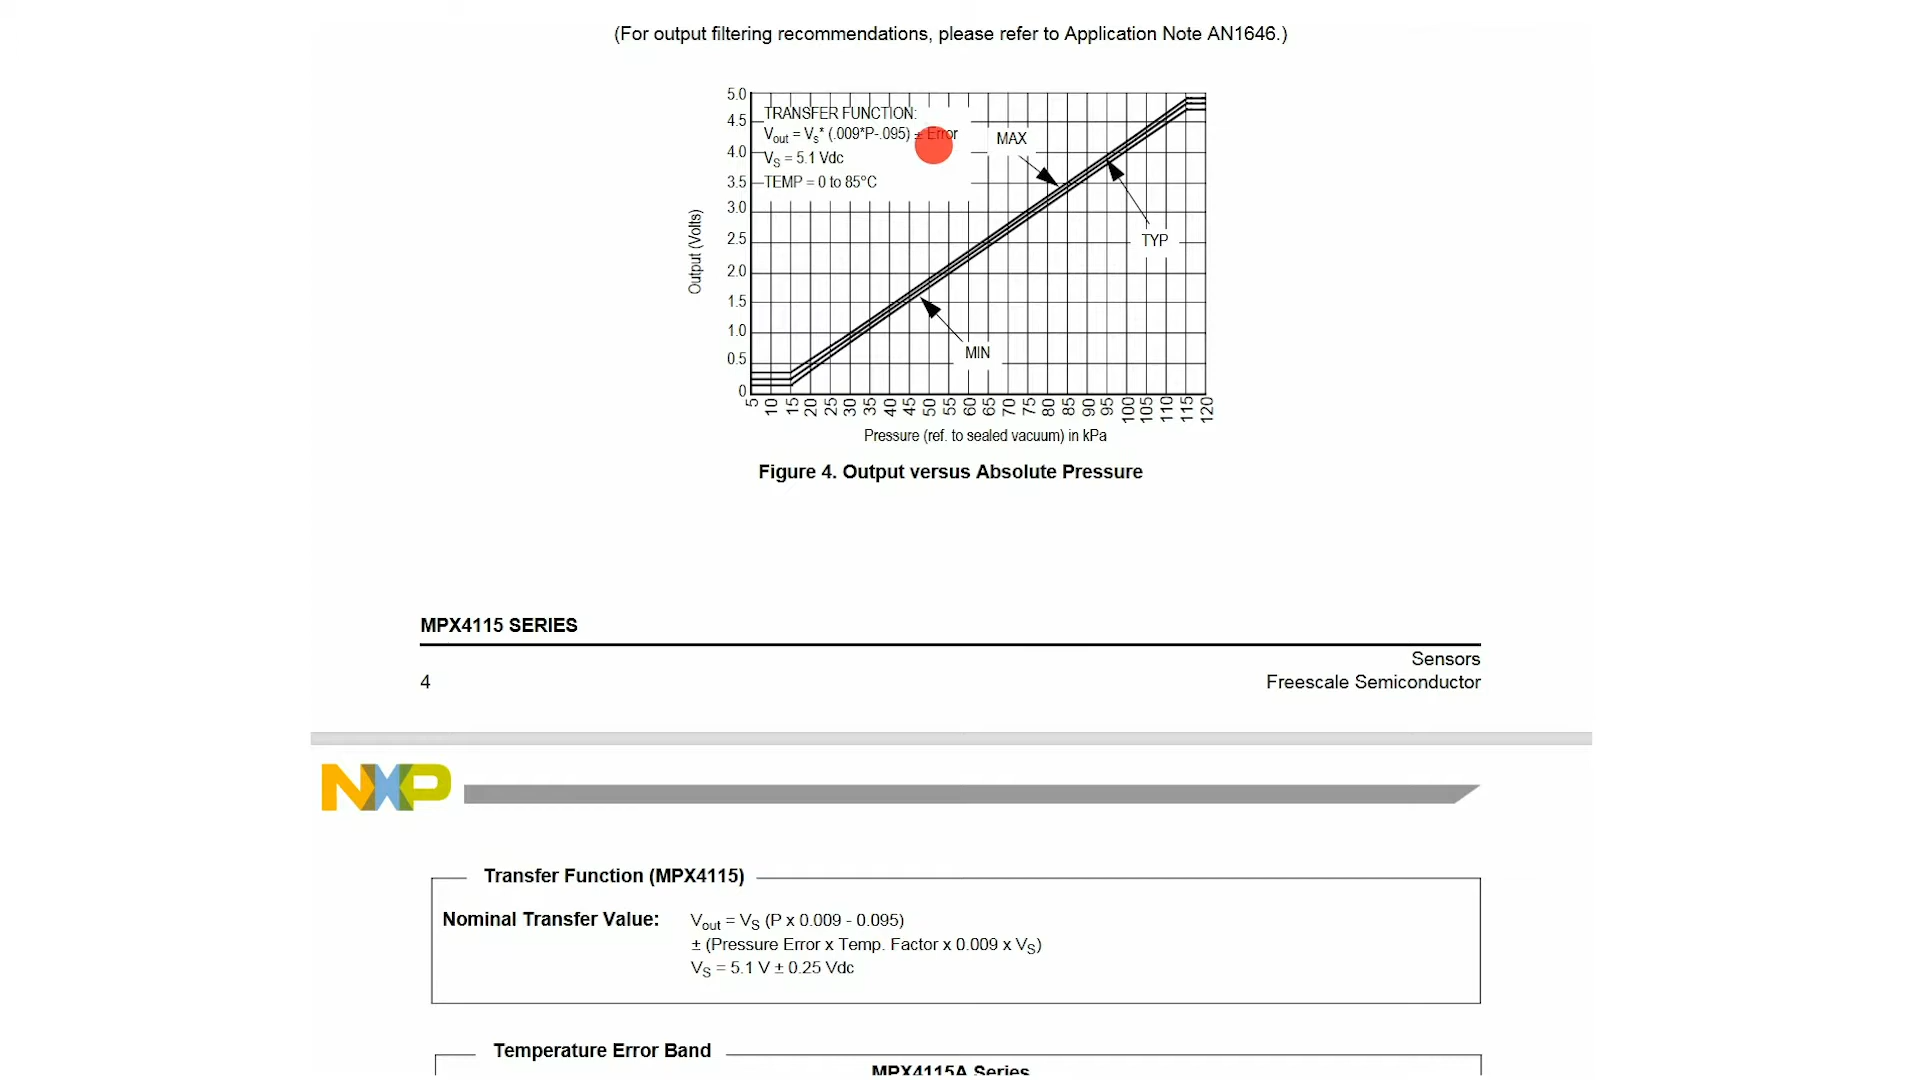 (For output filtering recommendations, please refer to Application Note AN1646.)
5.0
4.5
4.0
3.5
3.0
2.5
2.0
1.5
1.0
0.5
0
Output (Volts)
TRANSFER FUNCTION:
Vout = Vs* (.009*P-.095) ± Error
VS = 5.1 Vdc
TEMP = 0 to 85°C
MAX
TYP
MIN
5 10 15 20 25 30 35 40 45 50 55 60 65 70 75 80 85 90 95 100 105 110 115 120
Pressure (ref. to sealed vacuum) in kPa
Figure 4. Output versus Absolute Pressure
MPX4115 SERIES
Sensors
4 Freescale Semiconductor
NXP
Transfer Function (MPX4115)
Nominal Transfer Value: Vout = VS (P x 0.009 - 0.095)
± (Pressure Error x Temp. Factor x 0.009 x VS)
VS = 5.1 V ± 0.25 Vdc
Temperature Error Band
MPX4115A Series